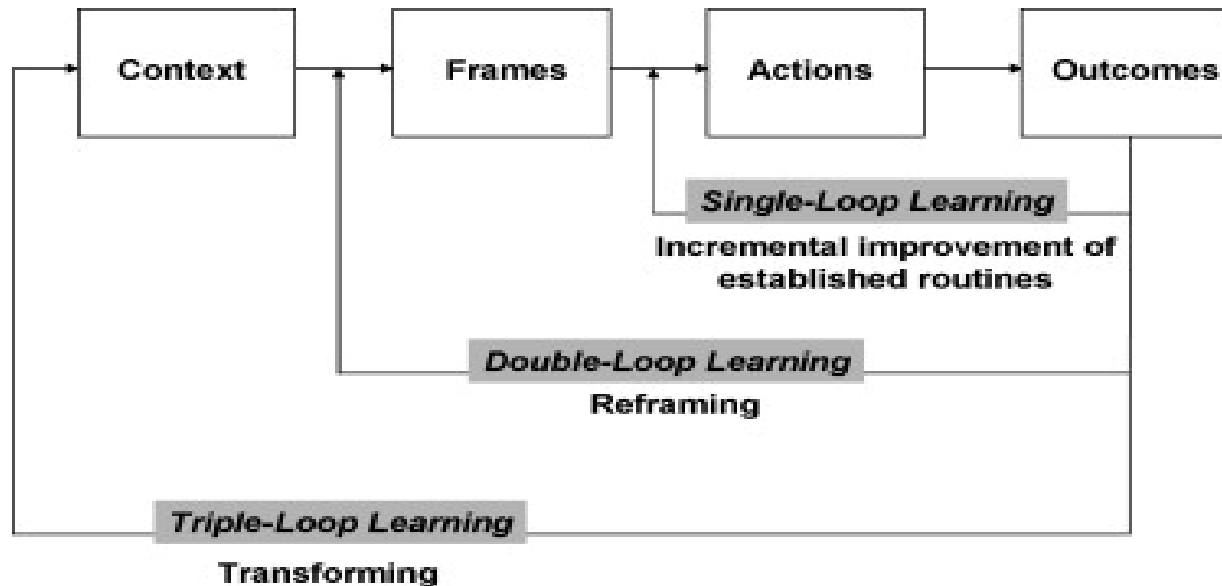 Context
Frames
Actions
Outcomes
Single-Loop Learning
Incremental improvement of
established routines
Double-Loop Learning
Reframing
Triple-Loop Learning
Transforming